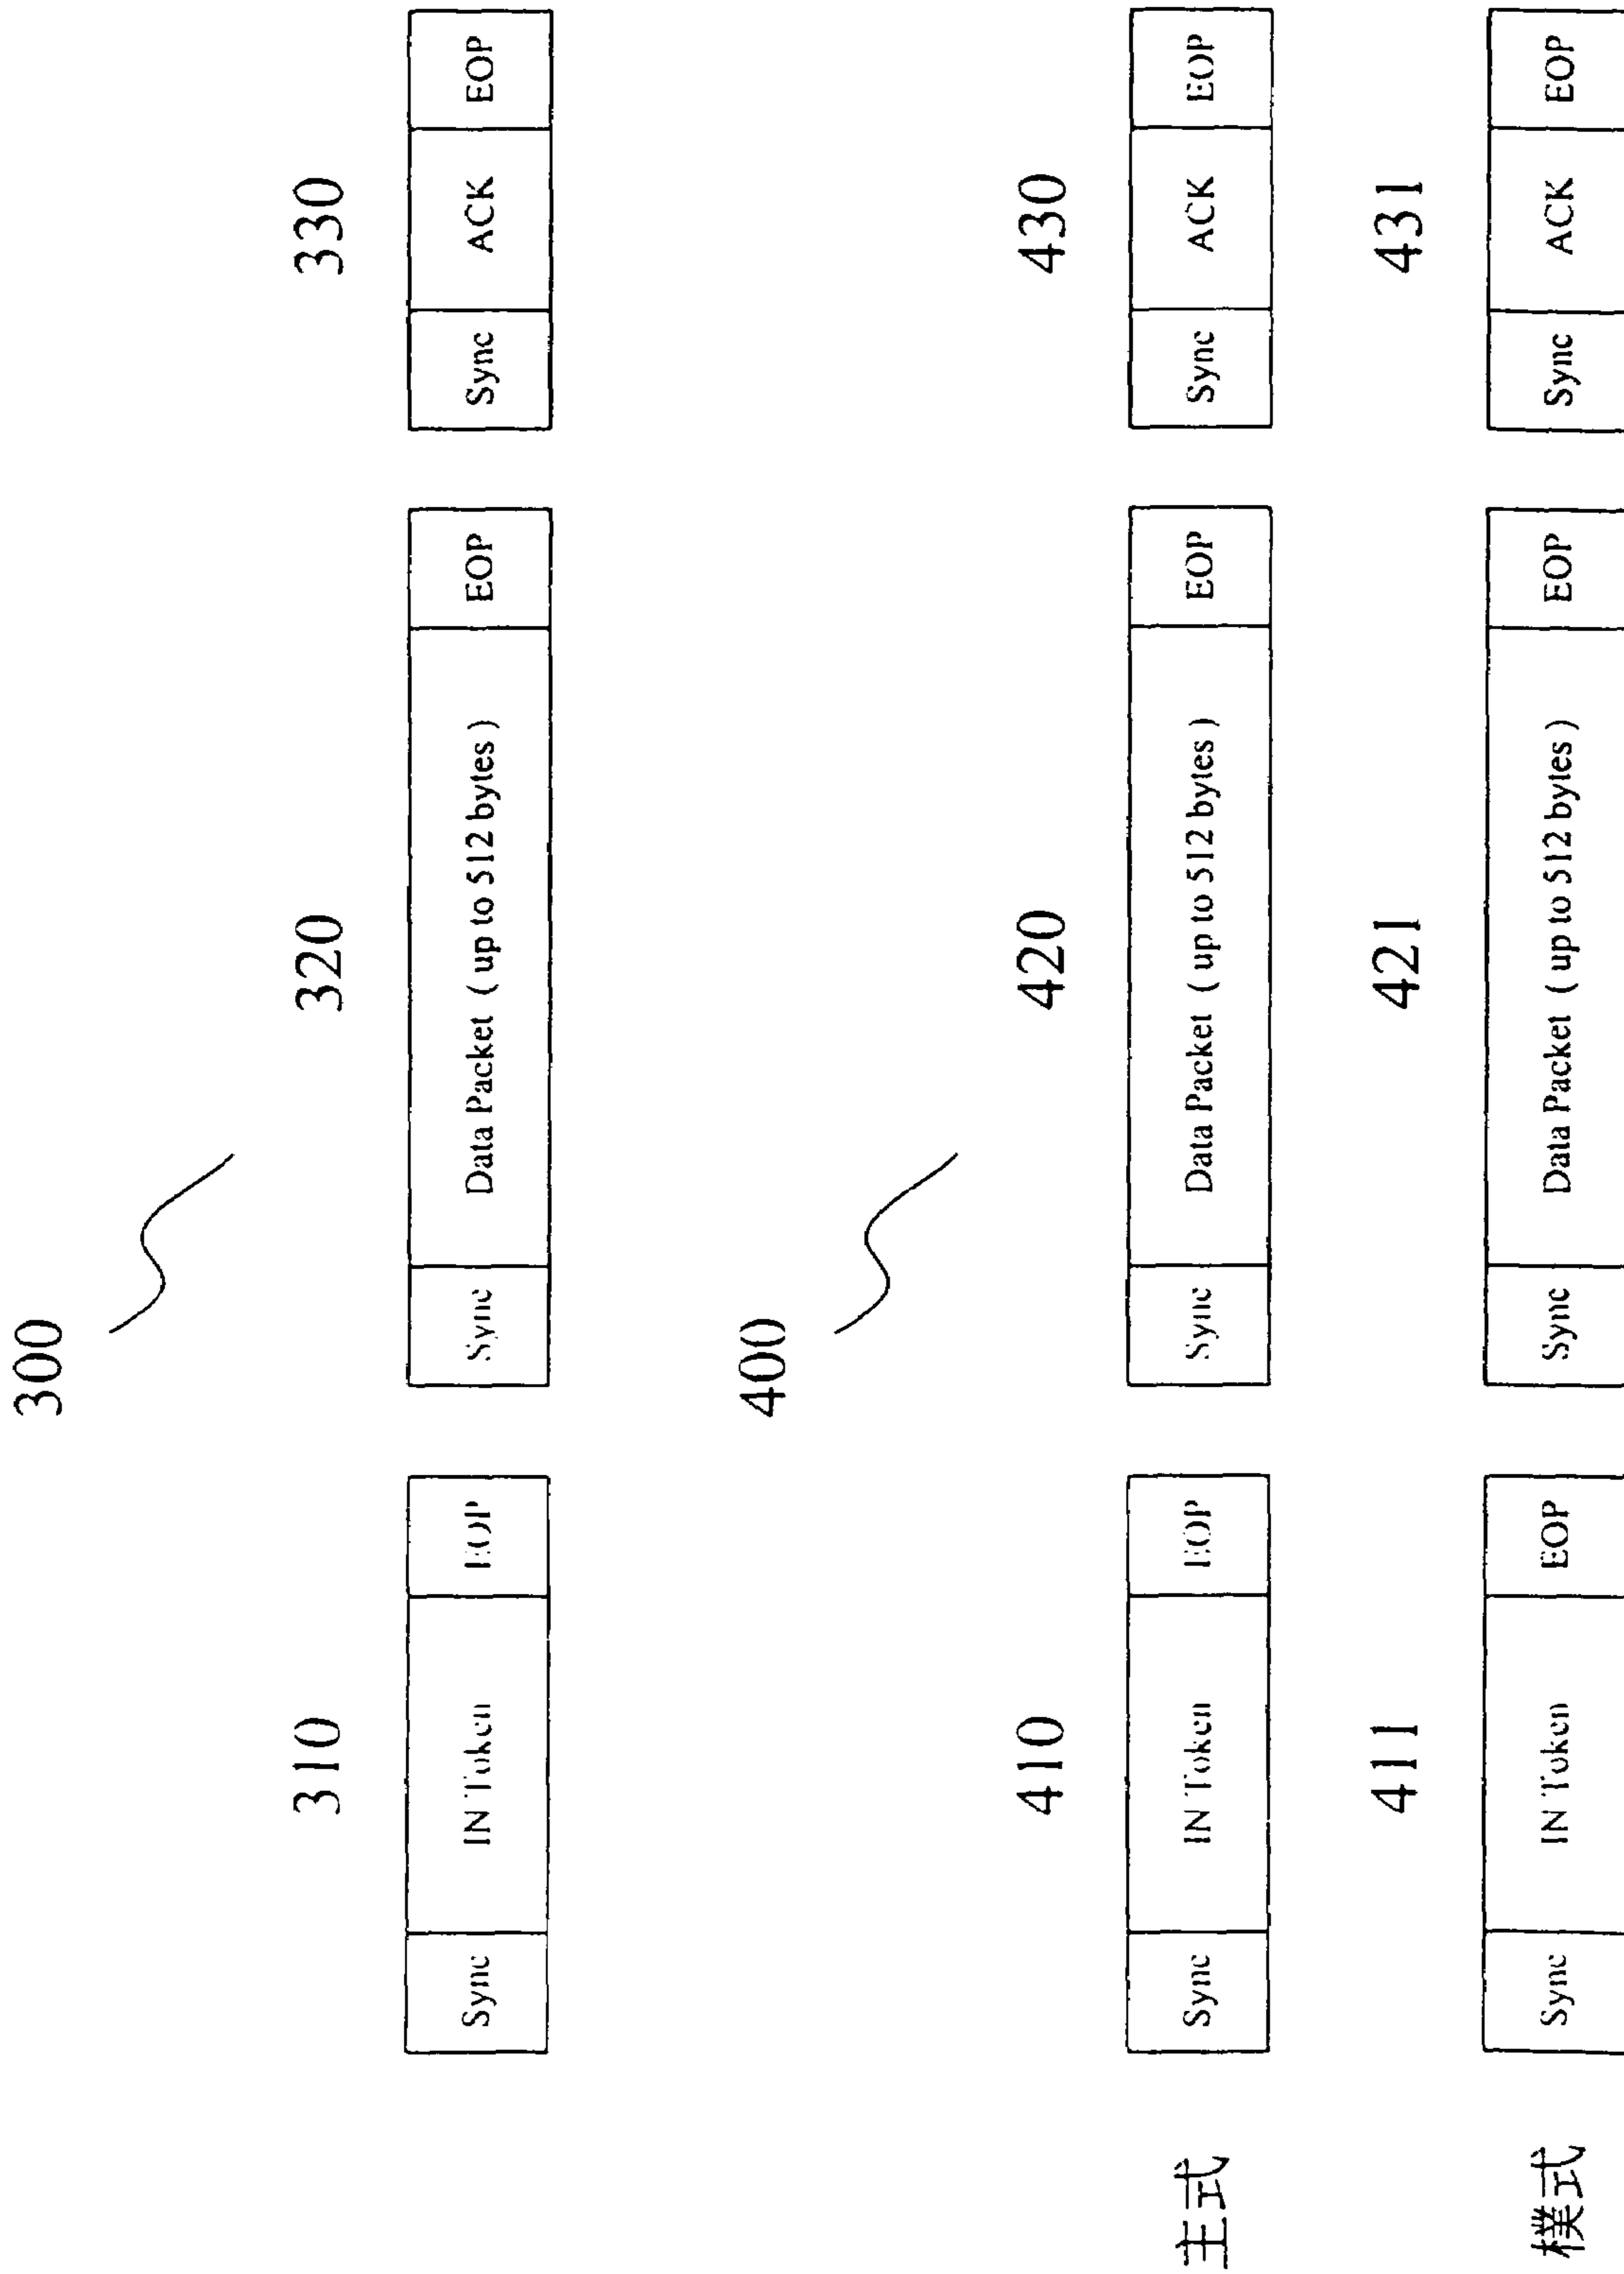 300
310 320 330
Sync IN Token EOP Sync Data Packet ( up to 512 bytes ) EOP Sync ACK EOP
400
410 420 430
主式 Sync IN Token EOP Sync Data Packet ( up to 512 bytes ) EOP Sync ACK EOP
411 421 431
樸式 Sync IN Token EOP Sync Data Packet ( up to 512 bytes ) EOP Sync ACK EOP